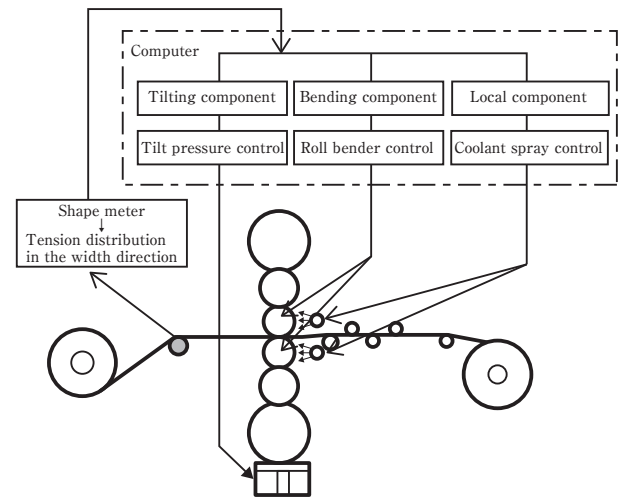 Computer
Tilting component
Bending component
Local component
Tilt pressure control
Roll bender control
Coolant spray control
Shape meter
Tension distribution
in the width direction